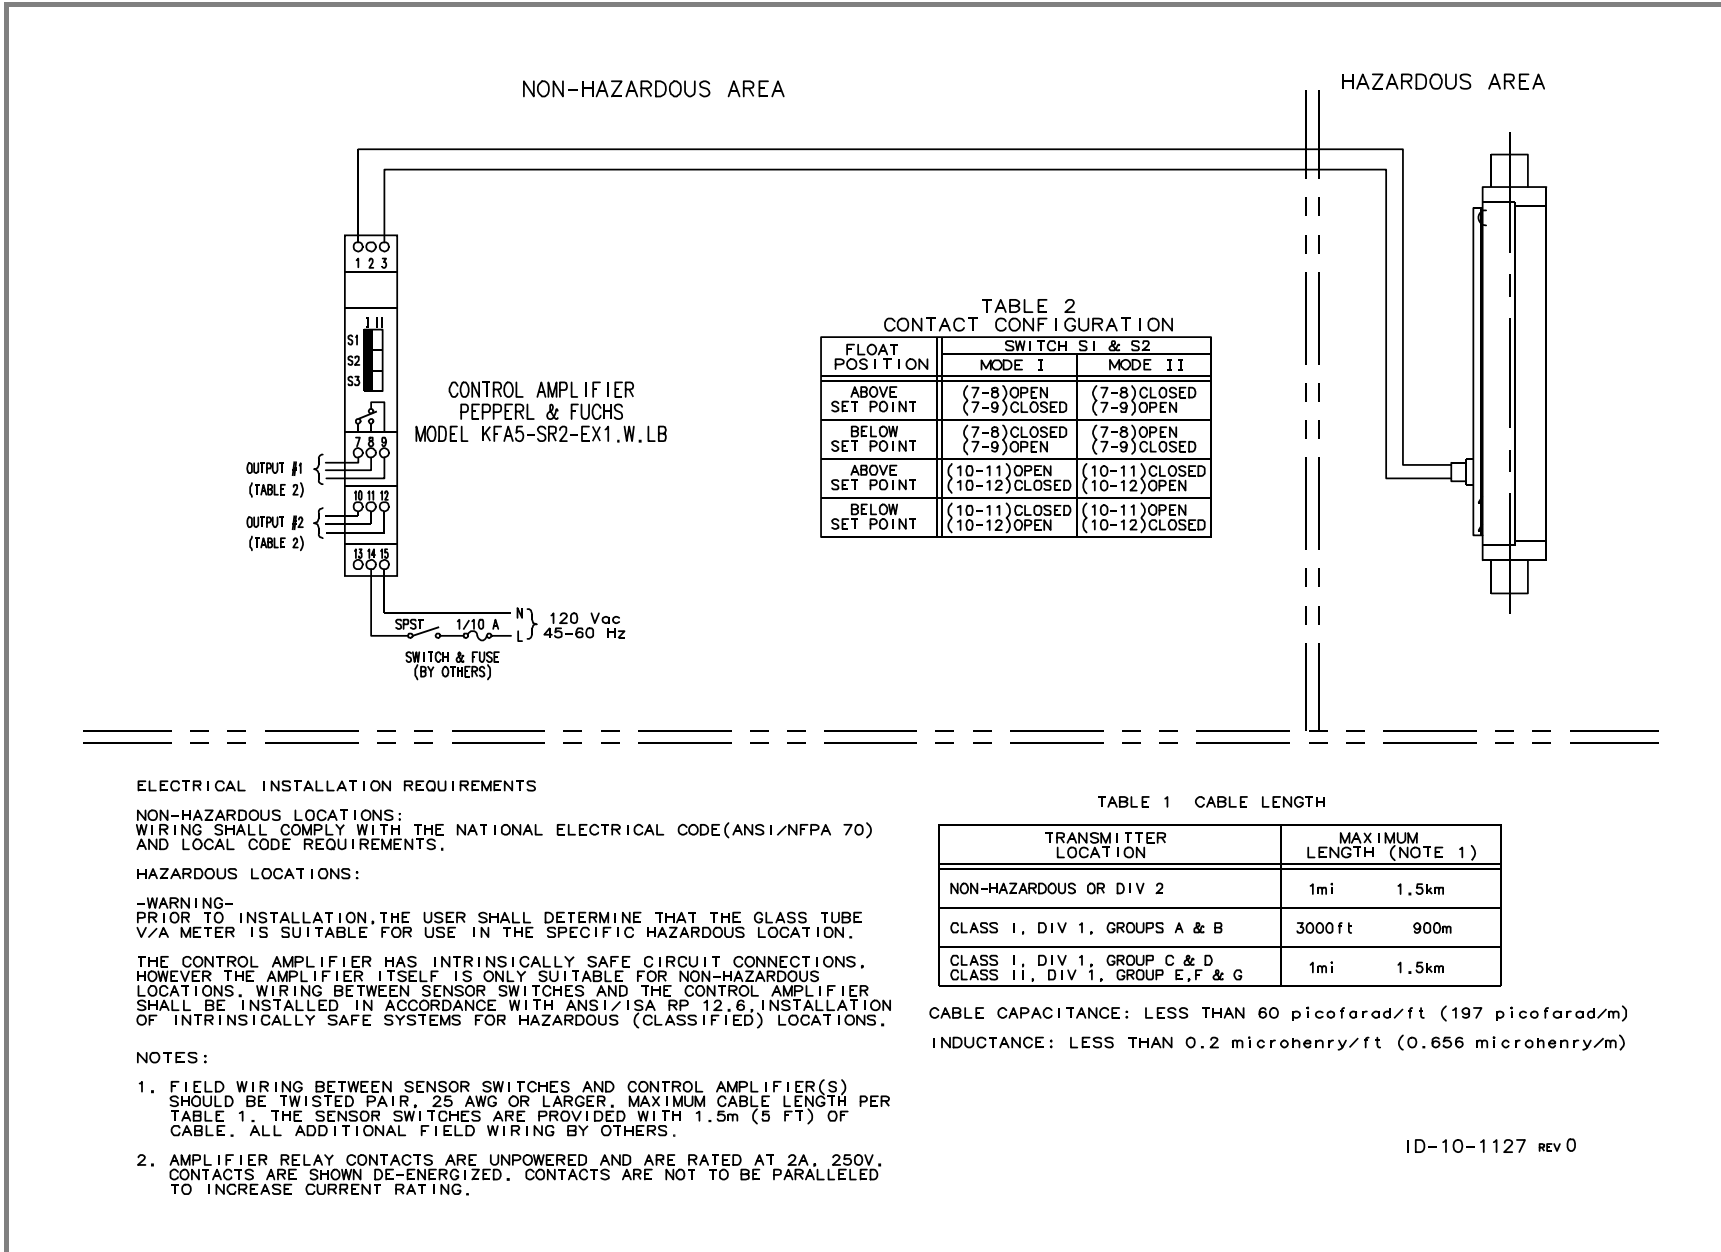 NON-HAZARDOUS AREA
HAZARDOUS AREA
1 2 3
I II
S1
S2
S3
CONTROL AMPLIFIER
PEPPERL & FUCHS
MODEL KFA5-SR2-EX1.W.LB
7 8 9
OUTPUT #1
(TABLE 2)
10 11 12
OUTPUT #2
(TABLE 2)
13 14 15
SPST
1/10 A
N
L
120 Vac
45-60 Hz
SWITCH & FUSE
(BY OTHERS)
TABLE 2
CONTACT CONFIGURATION
FLOAT POSITION
SWITCH S1 & S2
MODE I MODE II
ABOVE (7-8)OPEN (7-8)CLOSED
SET POINT (7-9)CLOSED (7-9)OPEN
BELOW (7-8)CLOSED (7-8)OPEN
SET POINT (7-9)OPEN (7-9)CLOSED
ABOVE (10-11)OPEN (10-11)CLOSED
SET POINT (10-12)CLOSED (10-12)OPEN
BELOW (10-11)CLOSED (10-11)OPEN
SET POINT (10-12)OPEN (10-12)CLOSED
ELECTRICAL INSTALLATION REQUIREMENTS
NON-HAZARDOUS LOCATIONS:
WIRING SHALL COMPLY WITH THE NATIONAL ELECTRICAL CODE(ANSI/NFPA 70)
AND LOCAL CODE REQUIREMENTS.
HAZARDOUS LOCATIONS:
-WARNING-
PRIOR TO INSTALLATION,THE USER SHALL DETERMINE THAT THE GLASS TUBE
V/A METER IS SUITABLE FOR USE IN THE SPECIFIC HAZARDOUS LOCATION.
THE CONTROL AMPLIFIER HAS INTRINSICALLY SAFE CIRCUIT CONNECTIONS,
HOWEVER THE AMPLIFIER ITSELF IS ONLY SUITABLE FOR NON-HAZARDOUS
LOCATIONS. WIRING BETWEEN SENSOR SWITCHES AND THE CONTROL AMPLIFIER
SHALL BE INSTALLED IN ACCORDANCE WITH ANSI/ISA RP 12.6,INSTALLATION
OF INTRINSICALLY SAFE SYSTEMS FOR HAZARDOUS (CLASSIFIED) LOCATIONS.
NOTES:
1. FIELD WIRING BETWEEN SENSOR SWITCHES AND CONTROL AMPLIFIER(S)
SHOULD BE TWISTED PAIR, 25 AWG OR LARGER, MAXIMUM CABLE LENGTH PER
TABLE 1. THE SENSOR SWITCHES ARE PROVIDED WITH 1.5m (5 FT) OF
CABLE. ALL ADDITIONAL FIELD WIRING BY OTHERS.
2. AMPLIFIER RELAY CONTACTS ARE UNPOWERED AND ARE RATED AT 2A, 250V.
CONTACTS ARE SHOWN DE-ENERGIZED. CONTACTS ARE NOT TO BE PARALLELED
TO INCREASE CURRENT RATING.
TABLE 1 CABLE LENGTH
TRANSMITTER MAXIMUM
LOCATION LENGTH (NOTE 1)
NON-HAZARDOUS OR DIV 2 1mi 1.5km
CLASS I, DIV 1, GROUPS A & B 3000ft 900m
CLASS I, DIV 1, GROUP C & D
CLASS II, DIV 1, GROUP E,F & G 1mi 1.5km
CABLE CAPACITANCE: LESS THAN 60 picofarad/ft (197 picofarad/m)
INDUCTANCE: LESS THAN 0.2 microhenry/ft (0.656 microhenry/m)
ID-10-1127 REV 0